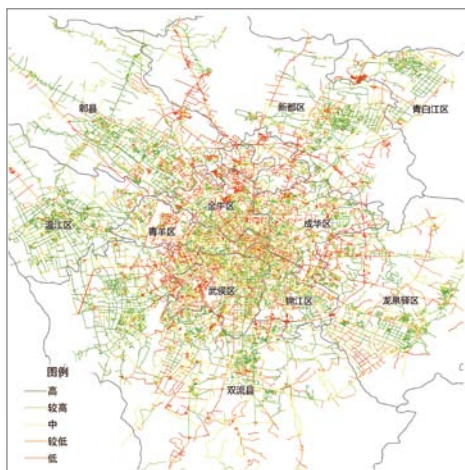 郫县
新都区
青白江区
金牛区
成华区
温江区
青羊区
武侯区
锦江区
龙泉驿区
双流县
图例
高
较高
中
较低
低